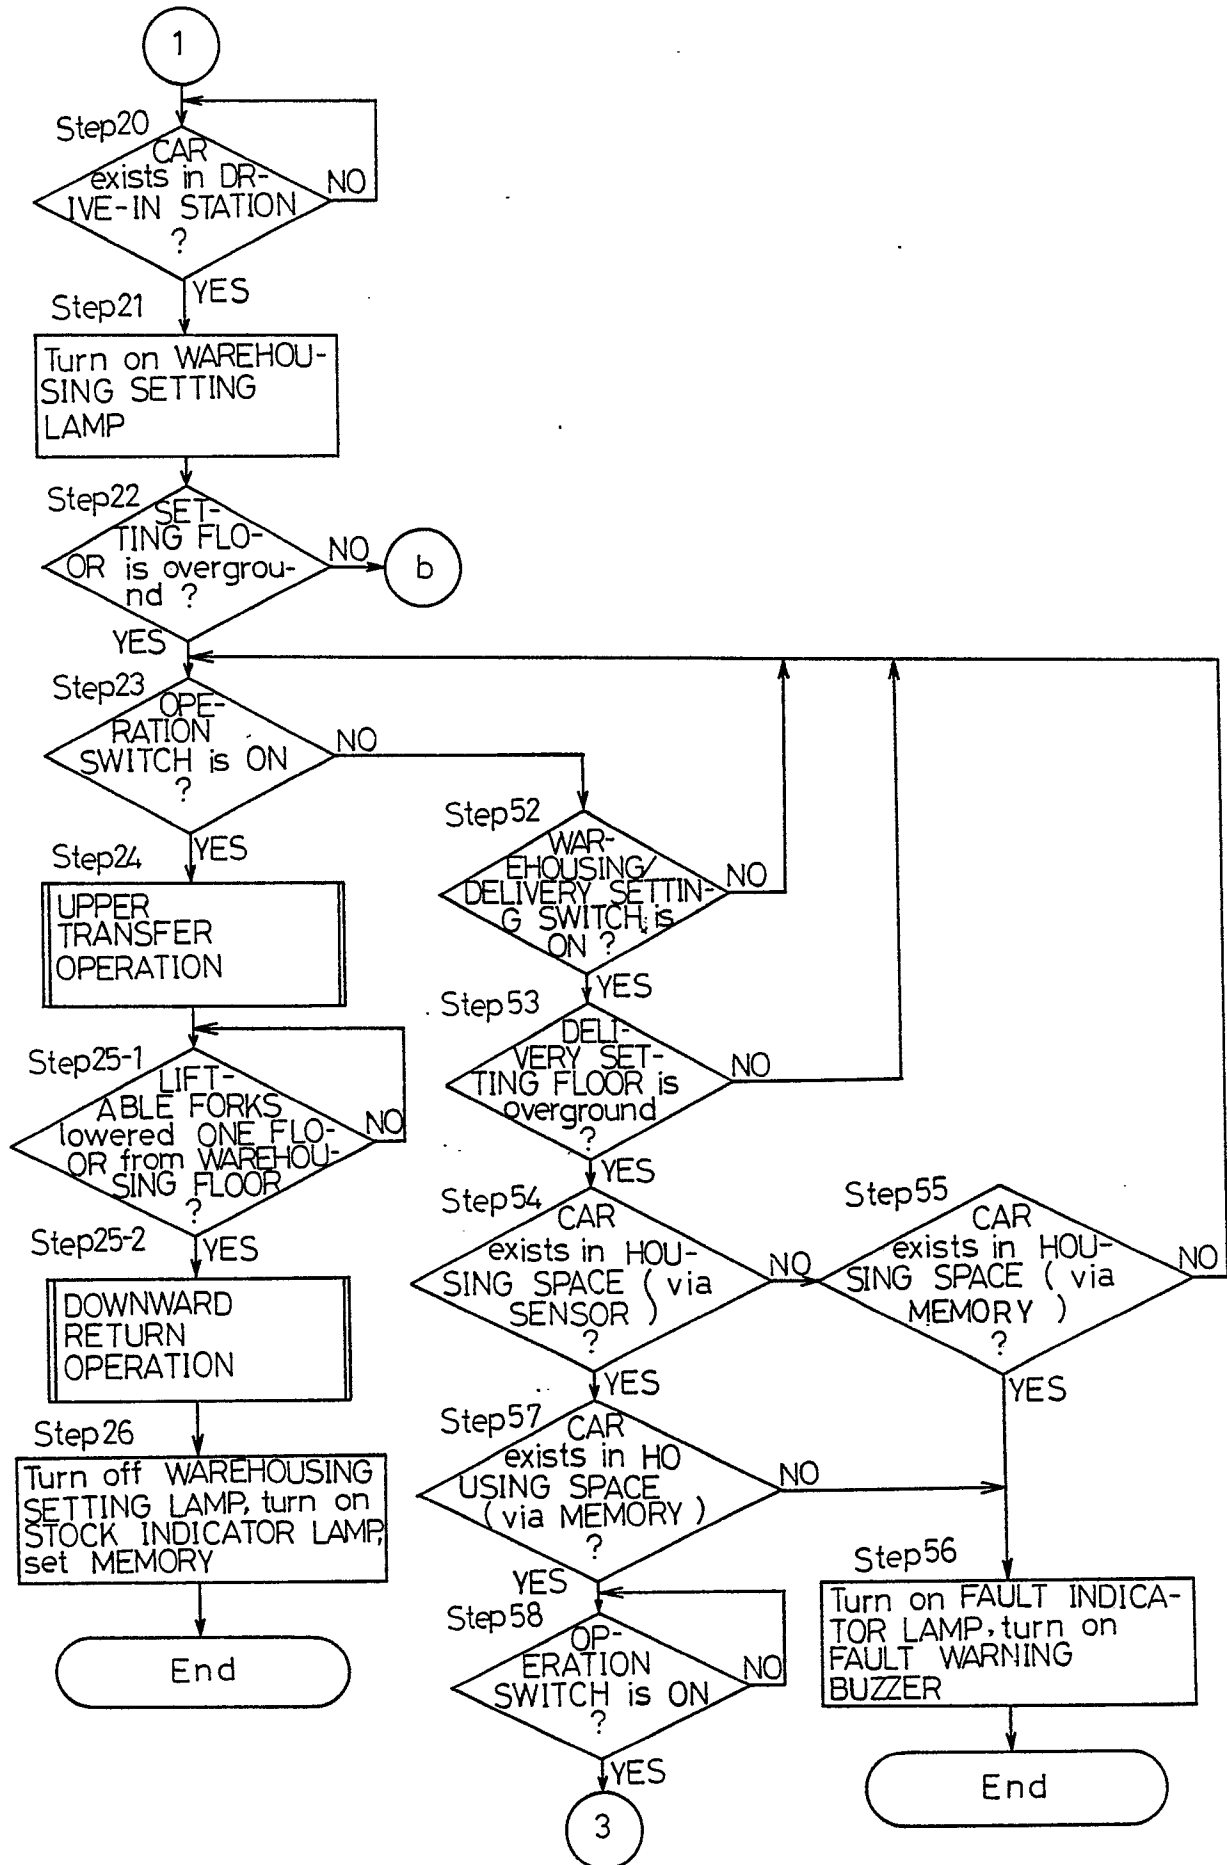 1
Step20
CAR
exists in DR-
IVE-IN STATION
?
NO
YES
Step21
Turn on WAREHOU-
SING SETTING
LAMP
Step22
SET-
TING FLO-
OR is overgrou-
nd ?
NO
b
YES
Step23
OPE-
RATION
SWITCH is ON
?
NO
YES
Step24
UPPER
TRANSFER
OPERATION
Step25-1
LIFT-
ABLE FORKS
lowered ONE FLO-
OR from WAREHOU-
SING FLOOR
?
NO
YES
Step25-2
DOWNWARD
RETURN
OPERATION
Step26
Turn off WAREHOUSING
SETTING LAMP, turn on
STOCK INDICATOR LAMP,
set MEMORY
End
Step52
WAR-
EHOUSING/
DELIVERY SETTIN-
G SWITCH is
ON ?
NO
YES
Step53
DELI-
VERY SET-
TING FLOOR is
overground
?
NO
YES
Step54
CAR
exists in HOU-
SING SPACE (via
SENSOR)
?
NO
YES
Step55
CAR
exists in HOU-
SING SPACE (via
MEMORY)
?
NO
YES
Step57
CAR
exists in HO
USING SPACE
(via MEMORY)
?
NO
YES
Step58
OP-
ERATION
SWITCH is ON
?
NO
YES
3
Step56
Turn on FAULT INDICA-
TOR LAMP, turn on
FAULT WARNING
BUZZER
End